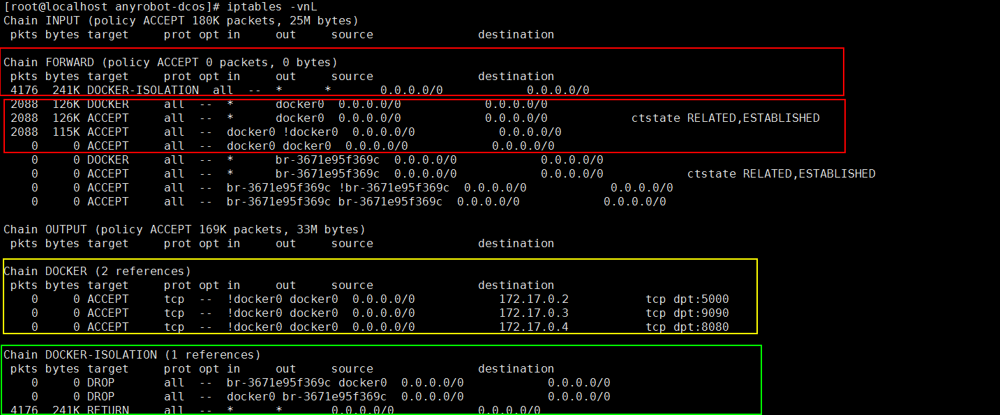 [root@localhost anyrobot-dcos]# iptables -vnL
Chain INPUT (policy ACCEPT 180K packets, 25M bytes)
 pkts bytes target     prot opt in     out     source               destination
Chain FORWARD (policy ACCEPT 0 packets, 0 bytes)
 pkts bytes target     prot opt in     out     source               destination
 4176  241K DOCKER-ISOLATION  all  --  *      *       0.0.0.0/0            0.0.0.0/0
 2088  126K DOCKER     all  --  *      docker0  0.0.0.0/0            0.0.0.0/0
 2088  126K ACCEPT     all  --  *      docker0  0.0.0.0/0            0.0.0.0/0            ctstate RELATED,ESTABLISHED
 2088  115K ACCEPT     all  --  docker0 !docker0  0.0.0.0/0            0.0.0.0/0
    0     0 ACCEPT     all  --  docker0 docker0  0.0.0.0/0            0.0.0.0/0
    0     0 DOCKER     all  --  *      br-3671e95f369c  0.0.0.0/0            0.0.0.0/0
    0     0 ACCEPT     all  --  *      br-3671e95f369c  0.0.0.0/0            0.0.0.0/0            ctstate RELATED,ESTABLISHED
    0     0 ACCEPT     all  --  br-3671e95f369c !br-3671e95f369c  0.0.0.0/0            0.0.0.0/0
    0     0 ACCEPT     all  --  br-3671e95f369c br-3671e95f369c  0.0.0.0/0            0.0.0.0/0
Chain OUTPUT (policy ACCEPT 169K packets, 33M bytes)
 pkts bytes target     prot opt in     out     source               destination
Chain DOCKER (2 references)
 pkts bytes target     prot opt in     out     source               destination
    0     0 ACCEPT     tcp  --  !docker0 docker0  0.0.0.0/0            172.17.0.2           tcp dpt:5000
    0     0 ACCEPT     tcp  --  !docker0 docker0  0.0.0.0/0            172.17.0.3           tcp dpt:9090
    0     0 ACCEPT     tcp  --  !docker0 docker0  0.0.0.0/0            172.17.0.4           tcp dpt:8080
Chain DOCKER-ISOLATION (1 references)
 pkts bytes target     prot opt in     out     source               destination
    0     0 DROP       all  --  br-3671e95f369c docker0  0.0.0.0/0            0.0.0.0/0
    0     0 DROP       all  --  docker0 br-3671e95f369c  0.0.0.0/0            0.0.0.0/0
 4176  241K RETURN     all  --  *      *       0.0.0.0/0            0.0.0.0/0